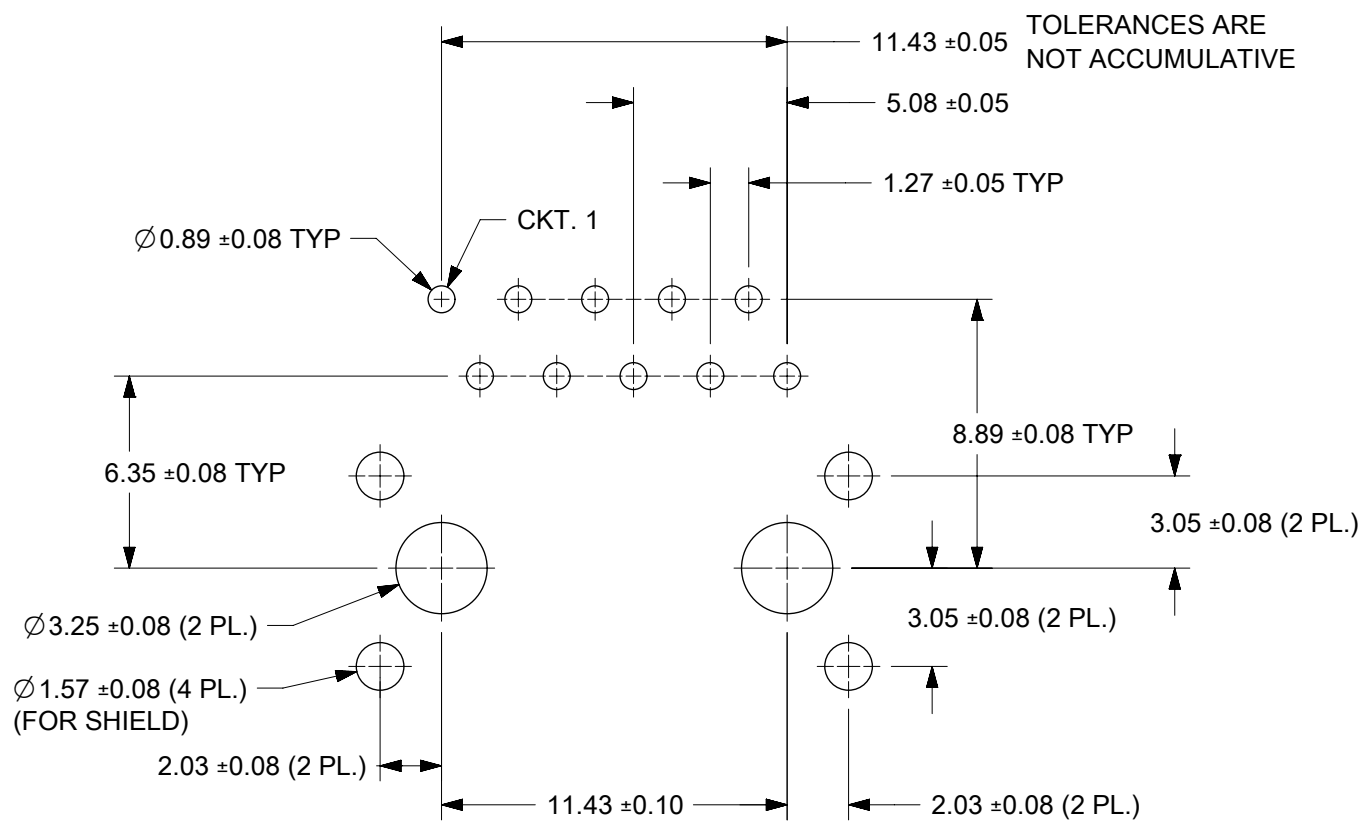 11.43 ±0.05
TOLERANCES ARE
NOT ACCUMULATIVE
5.08 ±0.05
1.27 ±0.05 TYP
CKT. 1
∅0.89 ±0.08 TYP
8.89 ±0.08 TYP
6.35 ±0.08 TYP
3.05 ±0.08 (2 PL.)
3.05 ±0.08 (2 PL.)
∅3.25 ±0.08 (2 PL.)
∅1.57 ±0.08 (4 PL.)
(FOR SHIELD)
2.03 ±0.08 (2 PL.)
11.43 ±0.10
2.03 ±0.08 (2 PL.)